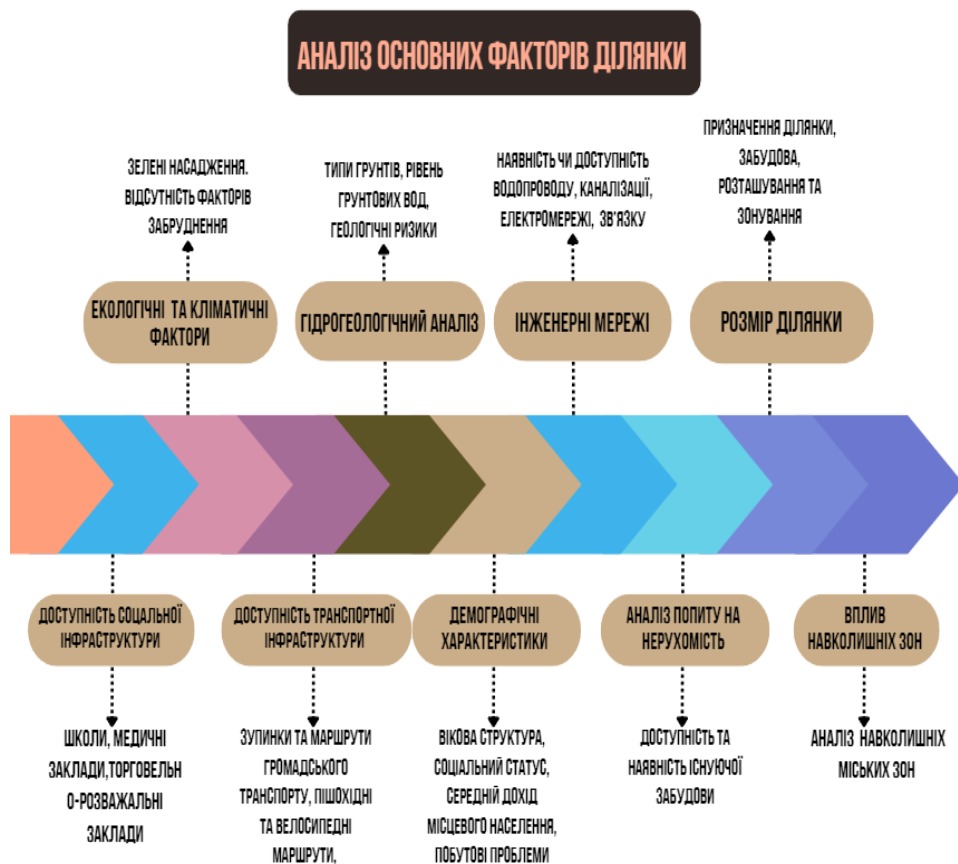 АНАЛІЗ ОСНОВНИХ ФАКТОРІВ ДІЛЯНКИ
ЗЕЛЕНІ НАСАДЖЕННЯ.
ВІДСУТНІСТЬ ФАКТОРІВ
ЗАБРУДНЕННЯ
ТИПИ ГРУНТІВ, РІВЕНЬ
ГРУНТОВИХ ВОД,
ГЕОЛОГІЧНІ РИЗИКИ
НАЯВНІСТЬ ЧИ ДОСТУПНІСТЬ
ВОДОПРОВОДУ, КАНАЛІЗАЦІЇ,
ЕЛЕКТРОМЕРЕЖІ, ЗВ'ЯЗКУ
ПРИЗНАЧЕННЯ ДІЛЯНКИ,
ЗАБУДОВА,
РОЗТАШУВАННЯ ТА
ЗОНУВАННЯ
ЕКОЛОГІЧНІ ТА КЛІМАТИЧНІ
ФАКТОРИ
ГІДРОГЕОЛОГІЧНИЙ АНАЛІЗ
ІНЖЕНЕРНІ МЕРЕЖІ
РОЗМІР ДІЛЯНКИ
ДОСТУПНІСТЬ СОЦАЛЬНОЇ
ІНФРАСТРУКТУРИ
ДОСТУПНІСТЬ ТРАНСПОРТНОЇ
ІНФРАСТРУКТУРИ
ДЕМОГРАФІЧНІ
ХАРАКТЕРИСТИКИ
АНАЛІЗ ПОПИТУ НА
НЕРУХОМІСТЬ
ВПЛИВ
НАВКОЛИШНІХ ЗОН
ШКОЛИ, МЕДИЧНІ
ЗАКЛАДИ,ТОРГОВЕЛЬН
О-РОЗВАЖАЛЬНІ
ЗАКЛАДИ
ЗУПИНКИ ТА МАРШРУТИ
ГРОМАДСЬКОГО
ТРАНСПОРТУ, ПІШОХІДНІ
ТА ВЕЛОСИПЕДНІ
МАРШРУТИ,
ВІКОВА СТРУКТУРА,
СОЦІАЛЬНИЙ СТАТУС,
СЕРЕДНІЙ ДОХІД
МІСЦЕВОГО НАСЕЛЕННЯ,
ПОБУТОВІ ПРОБЛЕМИ
ДОСТУПНІСТЬ ТА
НАЯВНІСТЬ ІСНУЮЧОЇ
ЗАБУДОВИ
АНАЛІЗ НАВКОЛИШНІХ
МІСЬКИХ ЗОН